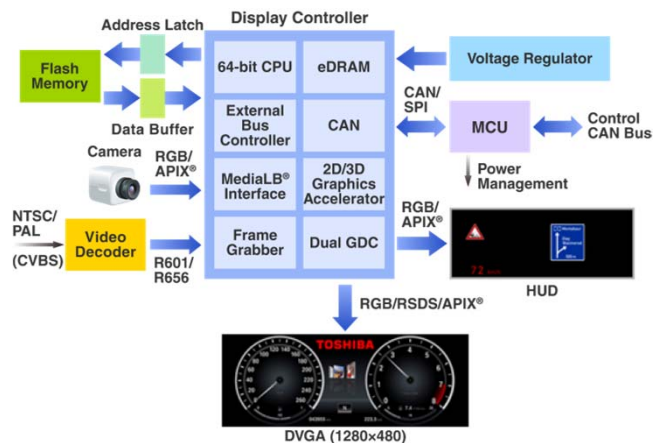 Display Controller
Address Latch
Flash
Memory
Data Buffer
64-bit CPU
eDRAM
Voltage Regulator
External
Bus
Controller
CAN
CAN/
SPI
MCU
Control
CAN Bus
Power
Management
Camera
RGB/
APIX®
MediaLB®
Interface
2D/3D
Graphics
Accelerator
NTSC/
PAL
(CVBS)
Video
Decoder
R601/
R656
Frame
Grabber
Dual GDC
RGB/
APIX®
72
HUD
RGB/RSDS/APIX®
TOSHIBA
DVGA (1280×480)